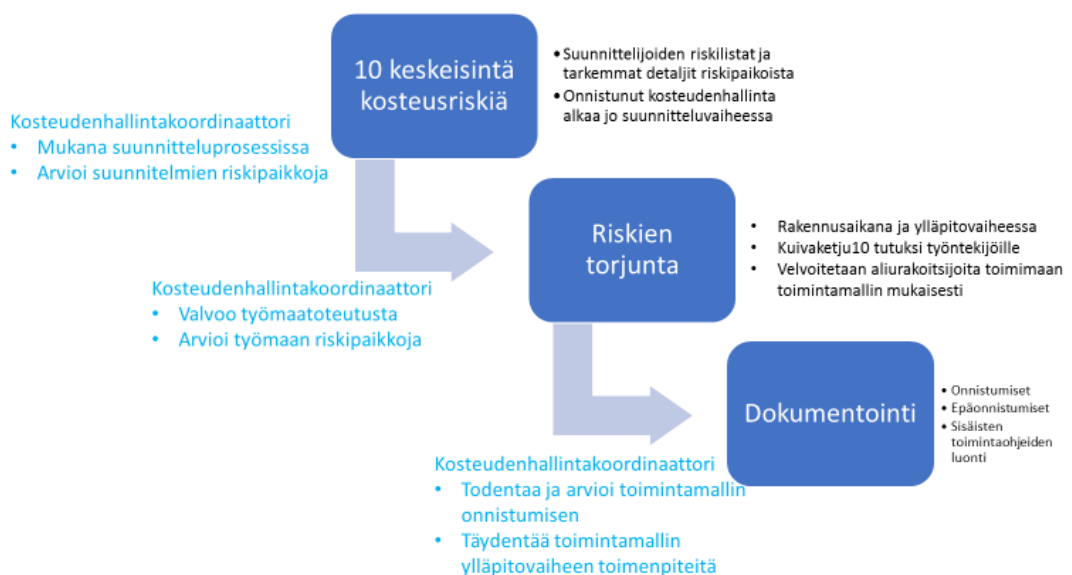 10 keskeisintä
kosteusriskiä
• Suunnittelijoiden riskilistat ja
tarkemmat detaljit riskipaikoista
• Onnistunut kosteudenhallinta
alkaa jo suunnitteluvaiheessa
Kosteudenhallintakoordinaattori
• Mukana suunnitteluprosessissa
• Arvioi suunnitelmien riskipaikkoja
Riskien
torjunta
• Rakennusaikana ja ylläpitovaiheessa
• Kuivaketju10 tutuksi työntekijöille
• Velvoitetaan aliurakoitsijoita toimimaan
toimintamallin mukaisesti
Kosteudenhallintakoordinaattori
• Valvoo työmaatoteutusta
• Arvioi työmaan riskipaikkoja
Dokumentointi
• Onnistumiset
• Epäonnistumiset
• Sisäisten
toimintaohjeiden
luonti
Kosteudenhallintakoordinaattori
• Todentaa ja arvioi toimintamallin
onnistumisen
• Täydentää toimintamallin
ylläpitovaiheen toimenpiteitä